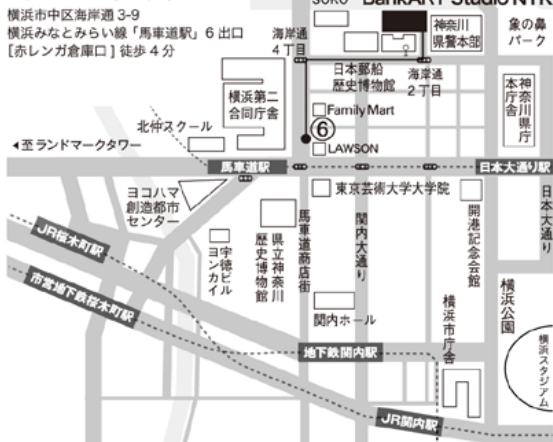 SOKO
BankART Studio NYK
横浜市中区海岸通 3-9
横浜みなとみらい線「馬車道駅」6 出口
[赤レンガ倉庫口] 徒歩 4 分
海岸通
4丁目
神奈川
県警本部
象の鼻
パーク
日本郵船
歴史博物館
海岸通
2丁目
横浜第二
合同庁舎
Family Mart
神奈川県庁
本庁舎
北仲スクール
⑥
LAWSON
◀至ランドマークタワー
馬車道駅
日本大通り駅
ヨコハマ
創造都市
センター
東京芸術大学大学院
日本大通り
馬車道商店街
関内大通り
開港記念会館
県立神奈川
歴史博物館
宇徳ビル
ヨンカイ
JR桜木町駅
市営地下鉄桜木町駅
関内ホール
横浜市庁舎
横浜公園
地下鉄関内駅
横浜スタジアム
JR関内駅